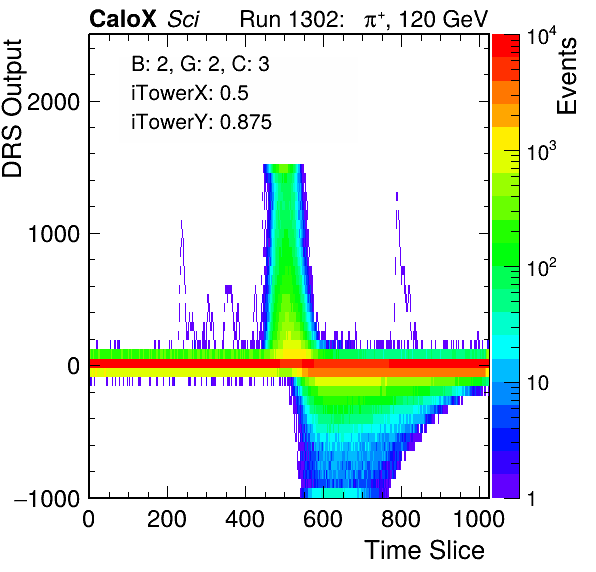 CaloX Sci Run 1302: π+, 120 GeV
B: 2, G: 2, C: 3
iTowerX: 0.5
iTowerY: 0.875
DRS Output
2000
1000
0
−1000
0 200 400 600 800 1000
Time Slice
Events
10⁴
10³
10²
10
1